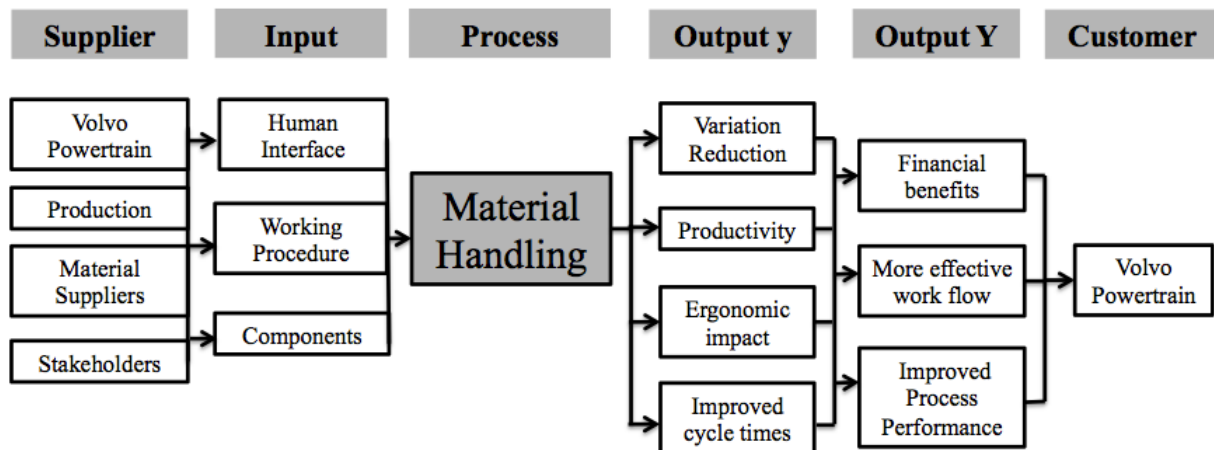 Supplier
Input
Process
Output y
Output Y
Customer
Volvo
Powertrain
Production
Material
Suppliers
Stakeholders
Human
Interface
Working
Procedure
Components
Material
Handling
Variation
Reduction
Productivity
Ergonomic
impact
Improved
cycle times
Financial
benefits
More effective
work flow
Improved
Process
Performance
Volvo
Powertrain